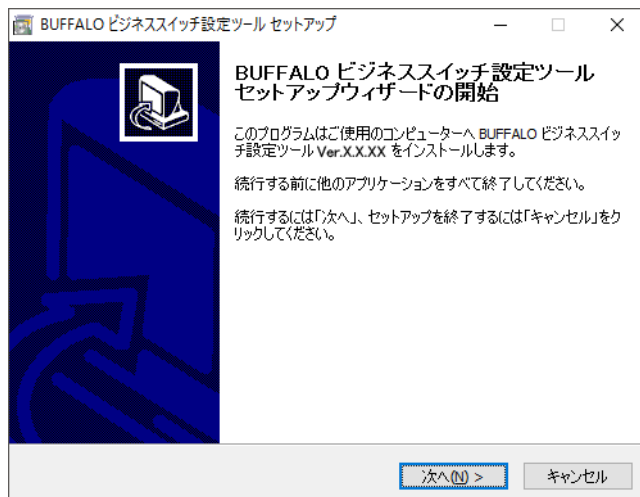 BUFFALO ビジネススイッチ設定ツール セットアップ
BUFFALO ビジネススイッチ設定ツール
セットアップウィザードの開始
このプログラムはご使用のコンピューターへ BUFFALO ビジネススイッ
チ設定ツール Ver.X.X.XX をインストールします。
続行する前に他のアプリケーションをすべて終了してください。
続行するには「次へ」、セットアップを終了するには「キャンセル」をク
リックしてください。
次へ(N) >
キャンセル